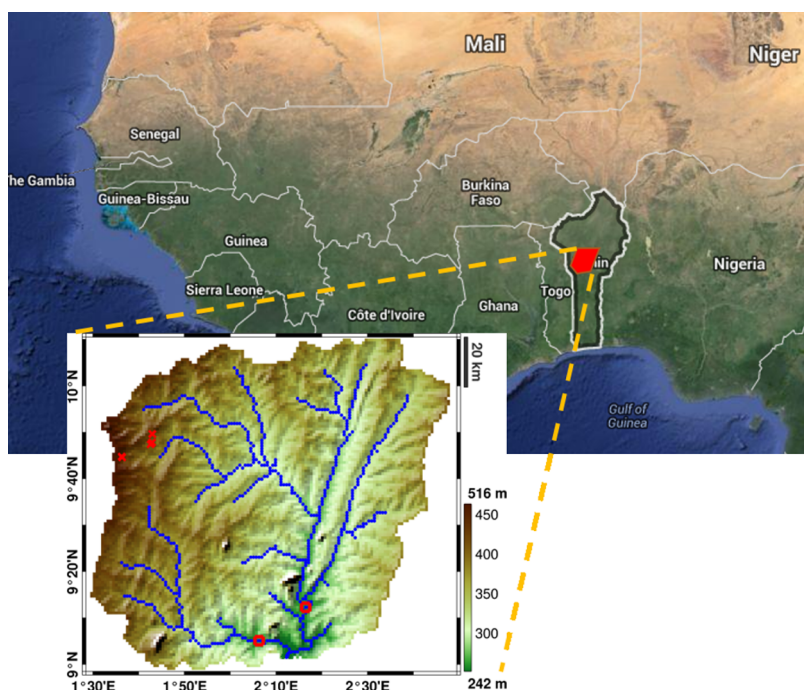 Mali
Niger
Senegal
The Gambia
Guinea-Bissau
Burkina
Faso
Guinea
Nigeria
Sierra Leone
Ghana
Togo
Côte d'Ivoire
Gulf of
Guinea
20 km
10°N
9°40'N
9°20'N
9°N
1°30'E
1°50'E
2°10'E
2°30'E
516 m
450
400
350
300
242 m